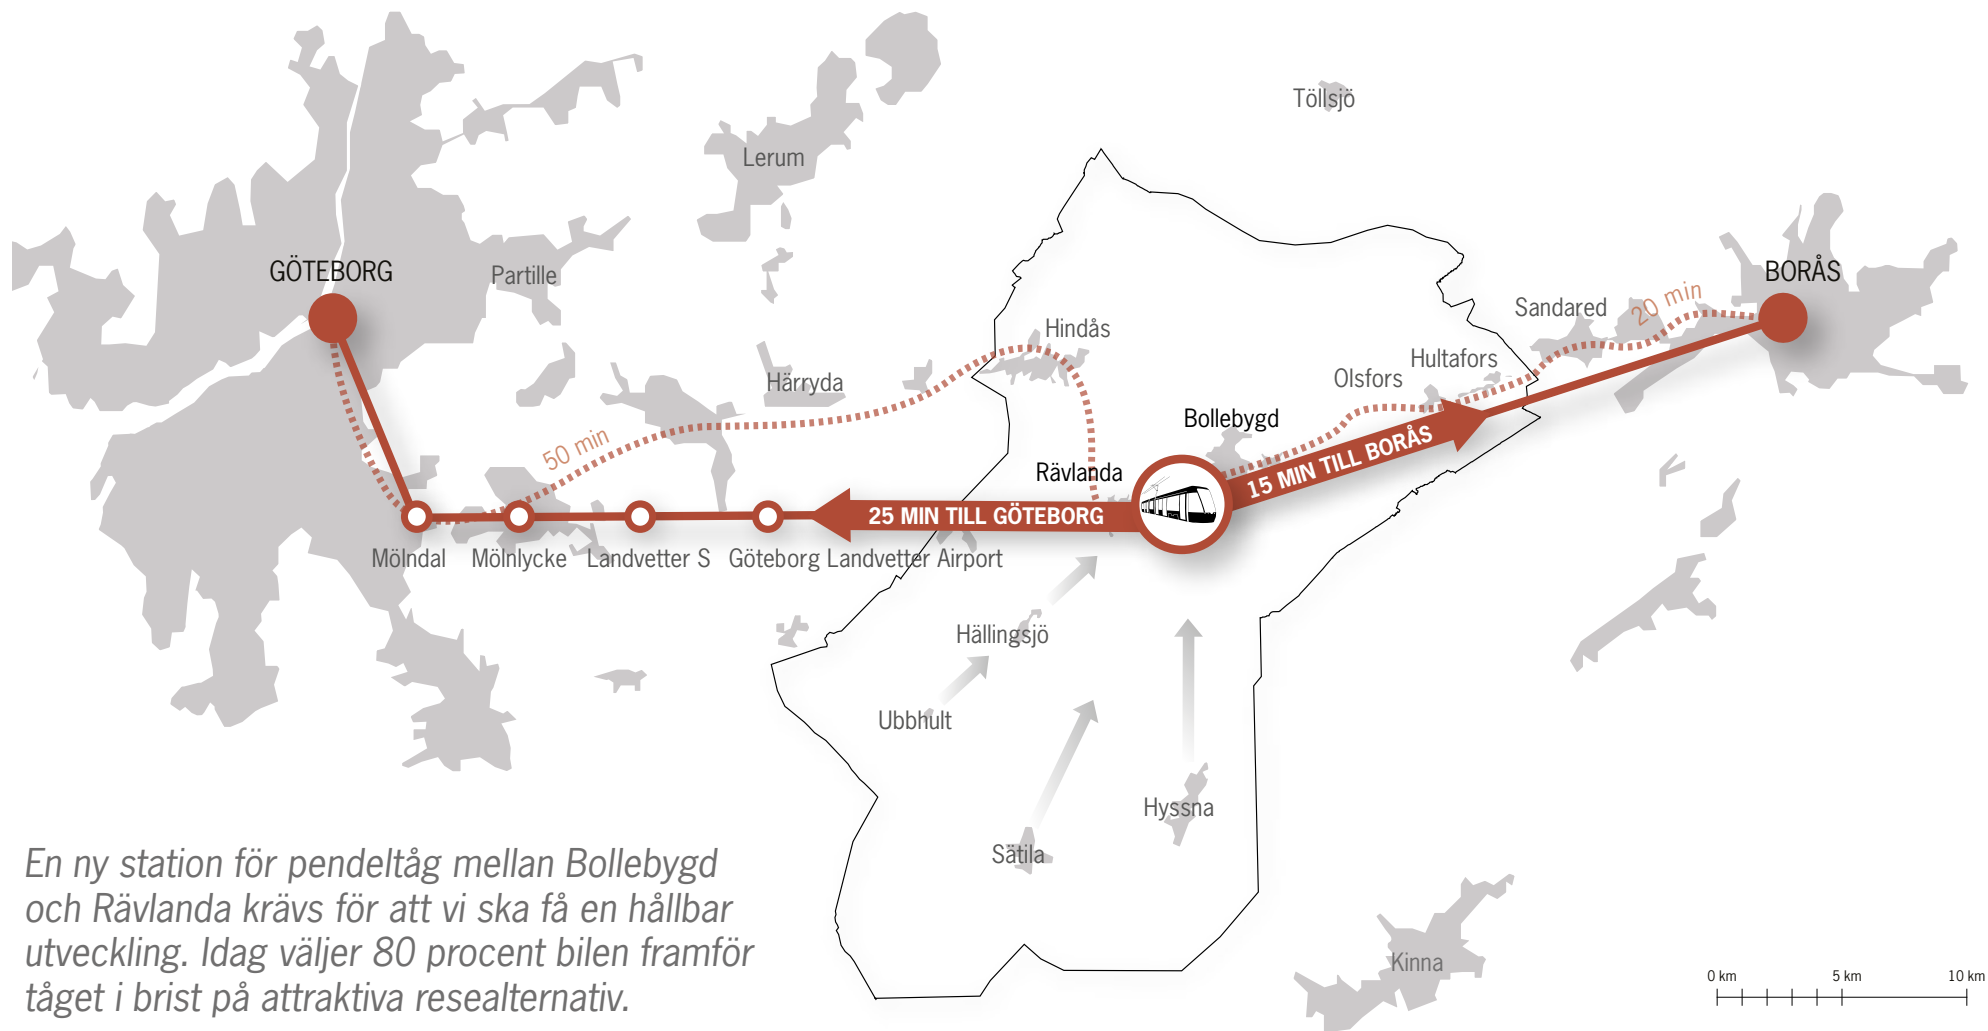 Töllsjö
Lerum
GÖTEBORG
Partille
BORÅS
Sandared
20 min
Hindås
Hultafors
Härryda
Olsfors
Bollebygd
50 min
Rävlanda
15 MIN TILL BORÅS
25 MIN TILL GÖTEBORG
Mölndal
Mölnlycke
Landvetter S
Göteborg Landvetter Airport
Hällingsjö
Ubbhult
Hyssna
Sätila
En ny station för pendeltåg mellan Bollebygd
och Rävlanda krävs för att vi ska få en hållbar
utveckling. Idag väljer 80 procent bilen framför
tåget i brist på attraktiva resealternativ.
Kinna
0 km 5 km 10 km